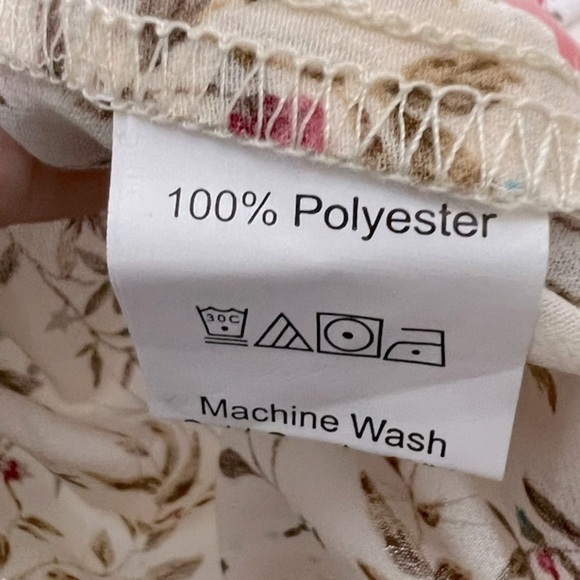 100% Polyester
30C
Machine Wash